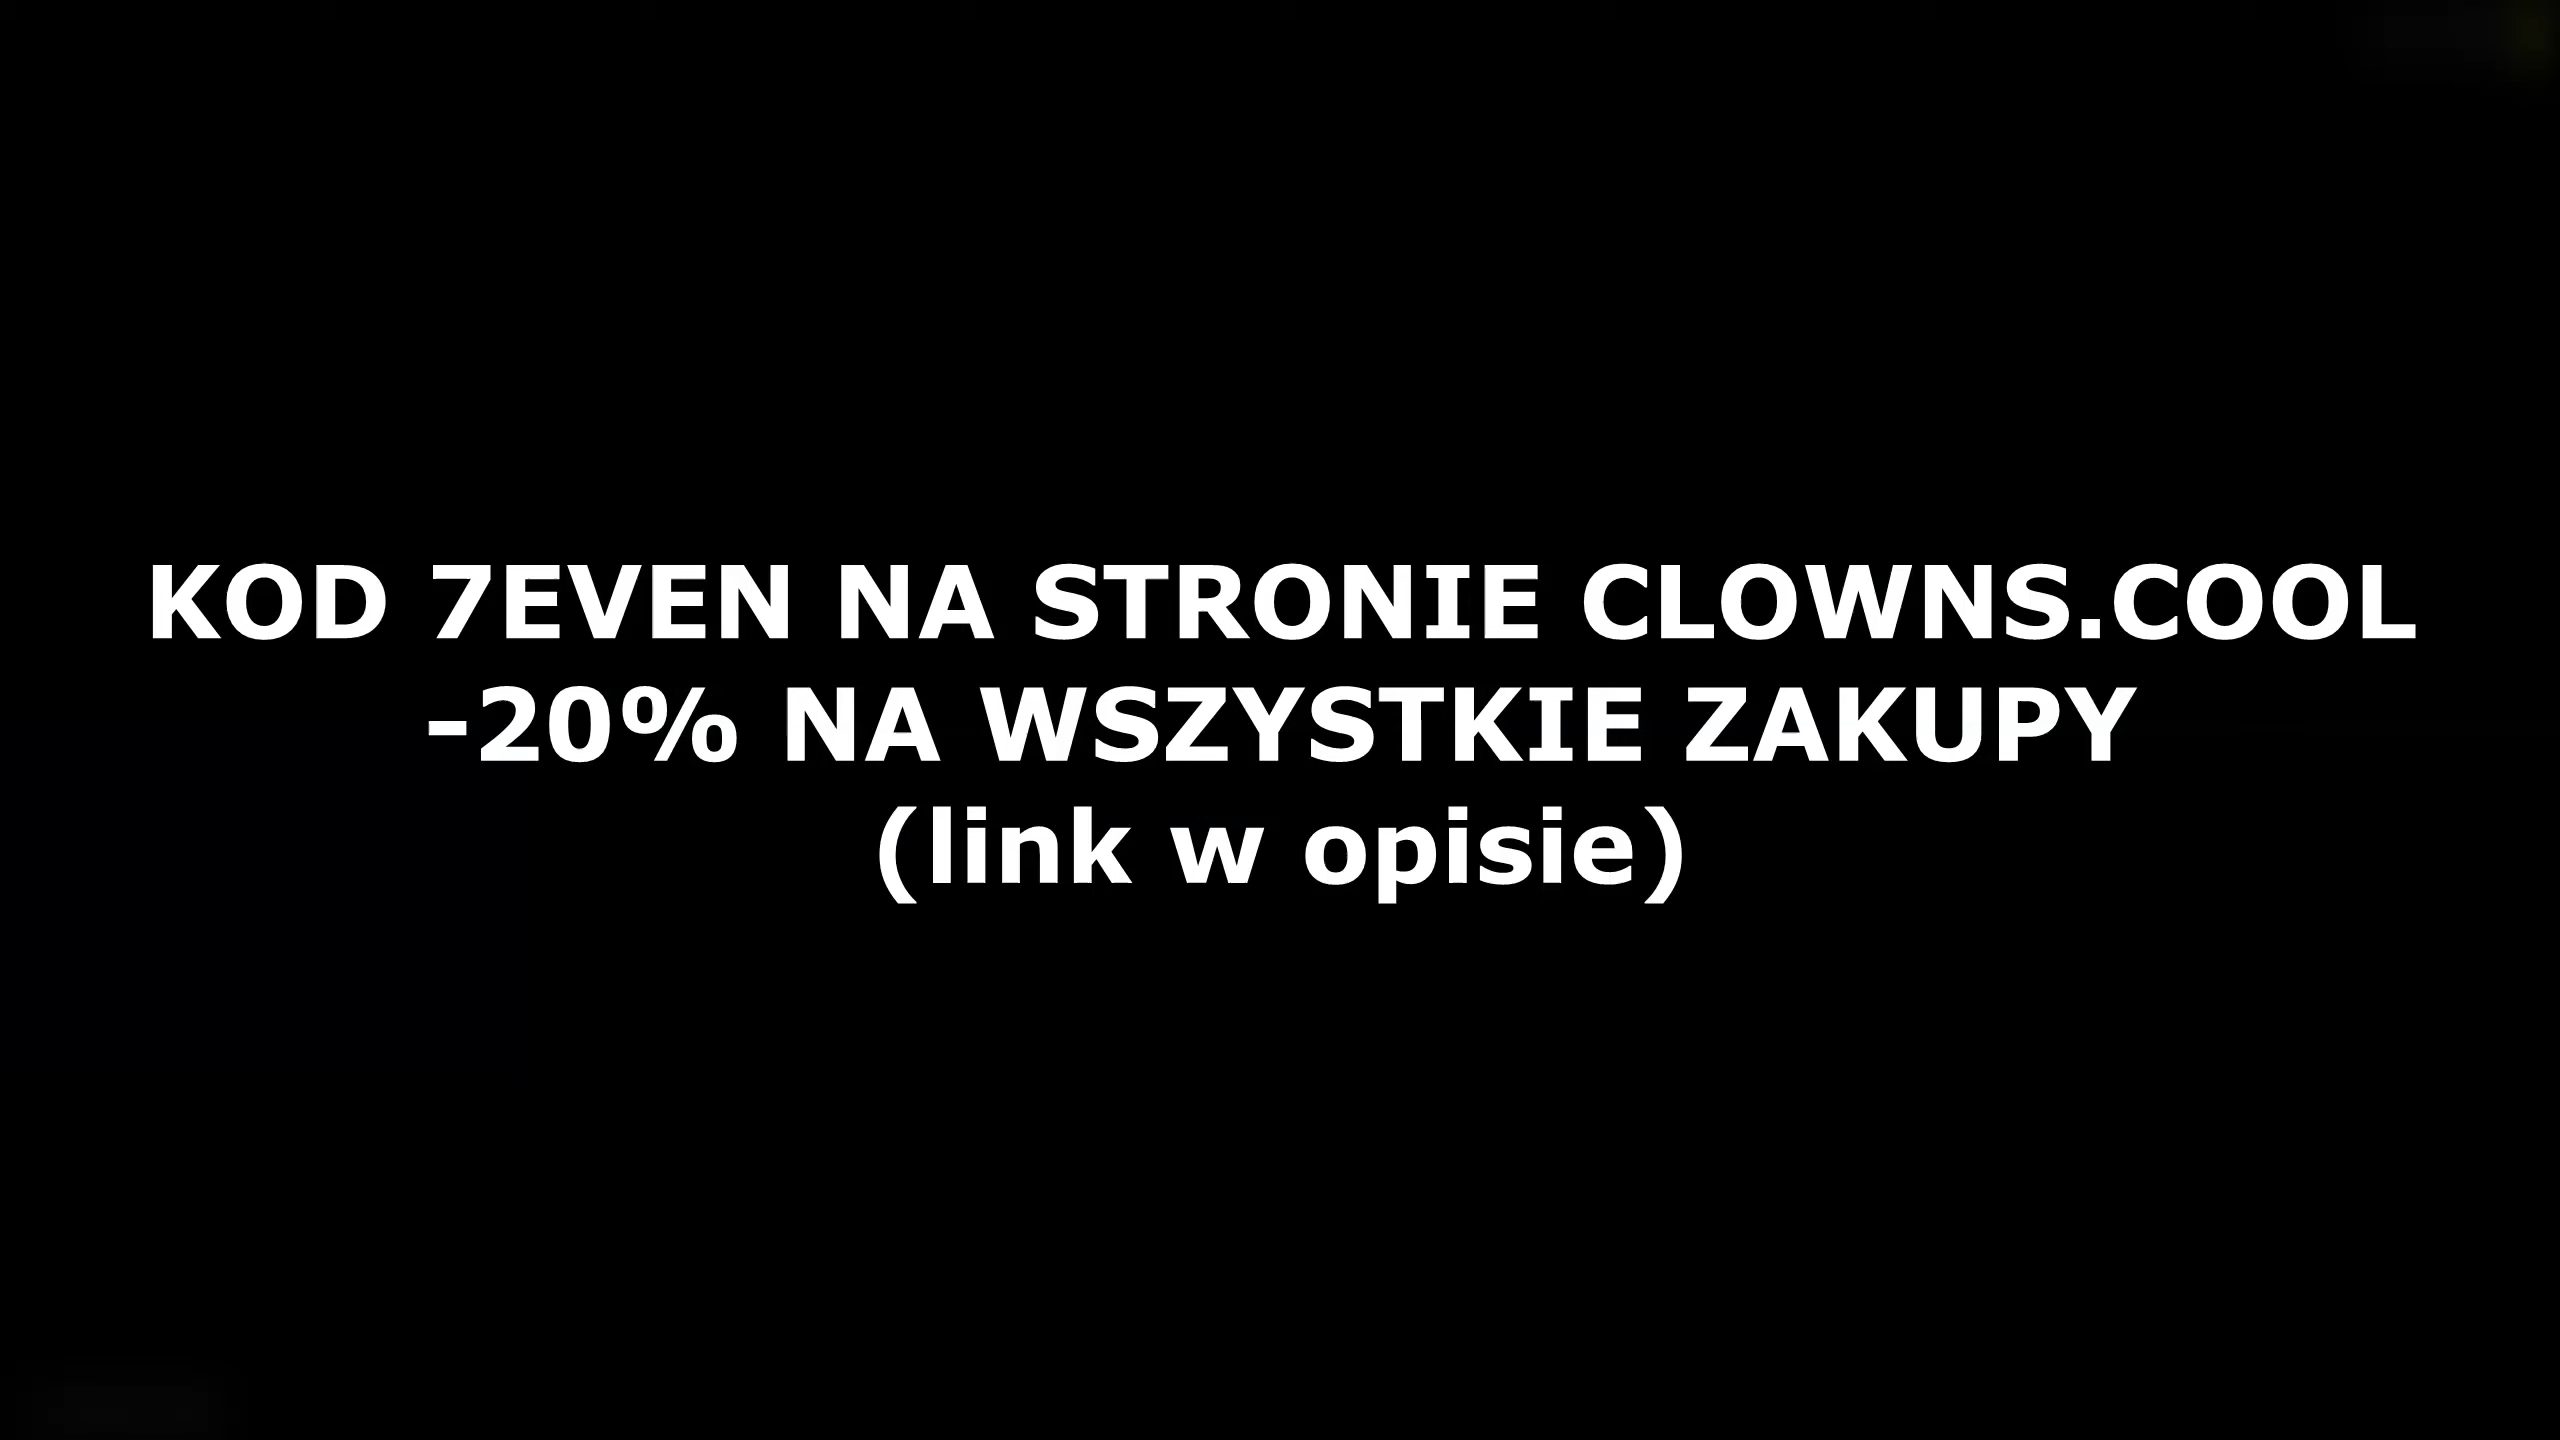 KOD 7EVEN NA STRONIE CLOWNS.COOL
-20% NA WSZYSTKIE ZAKUPY
(link w opisie)